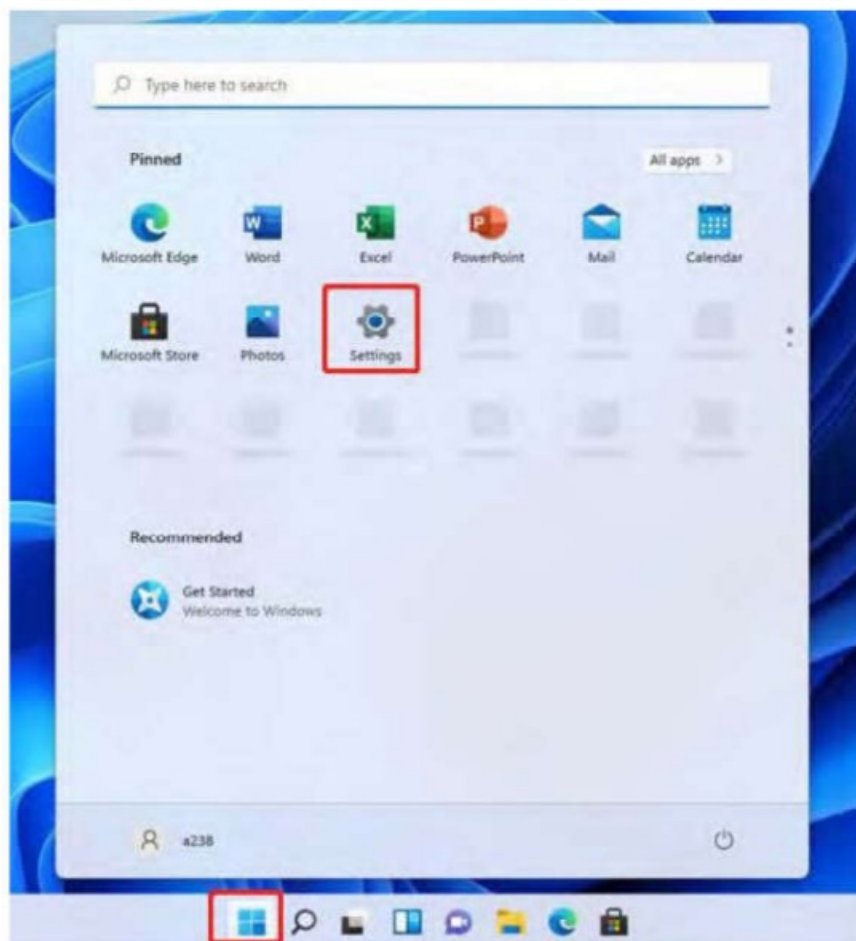 Type here to search
Pinned
All apps >
Microsoft Edge
Word
Excel
PowerPoint
Mail
Calendar
Microsoft Store
Photos
Settings
Recommended
Get Started
Welcome to Windows
a238